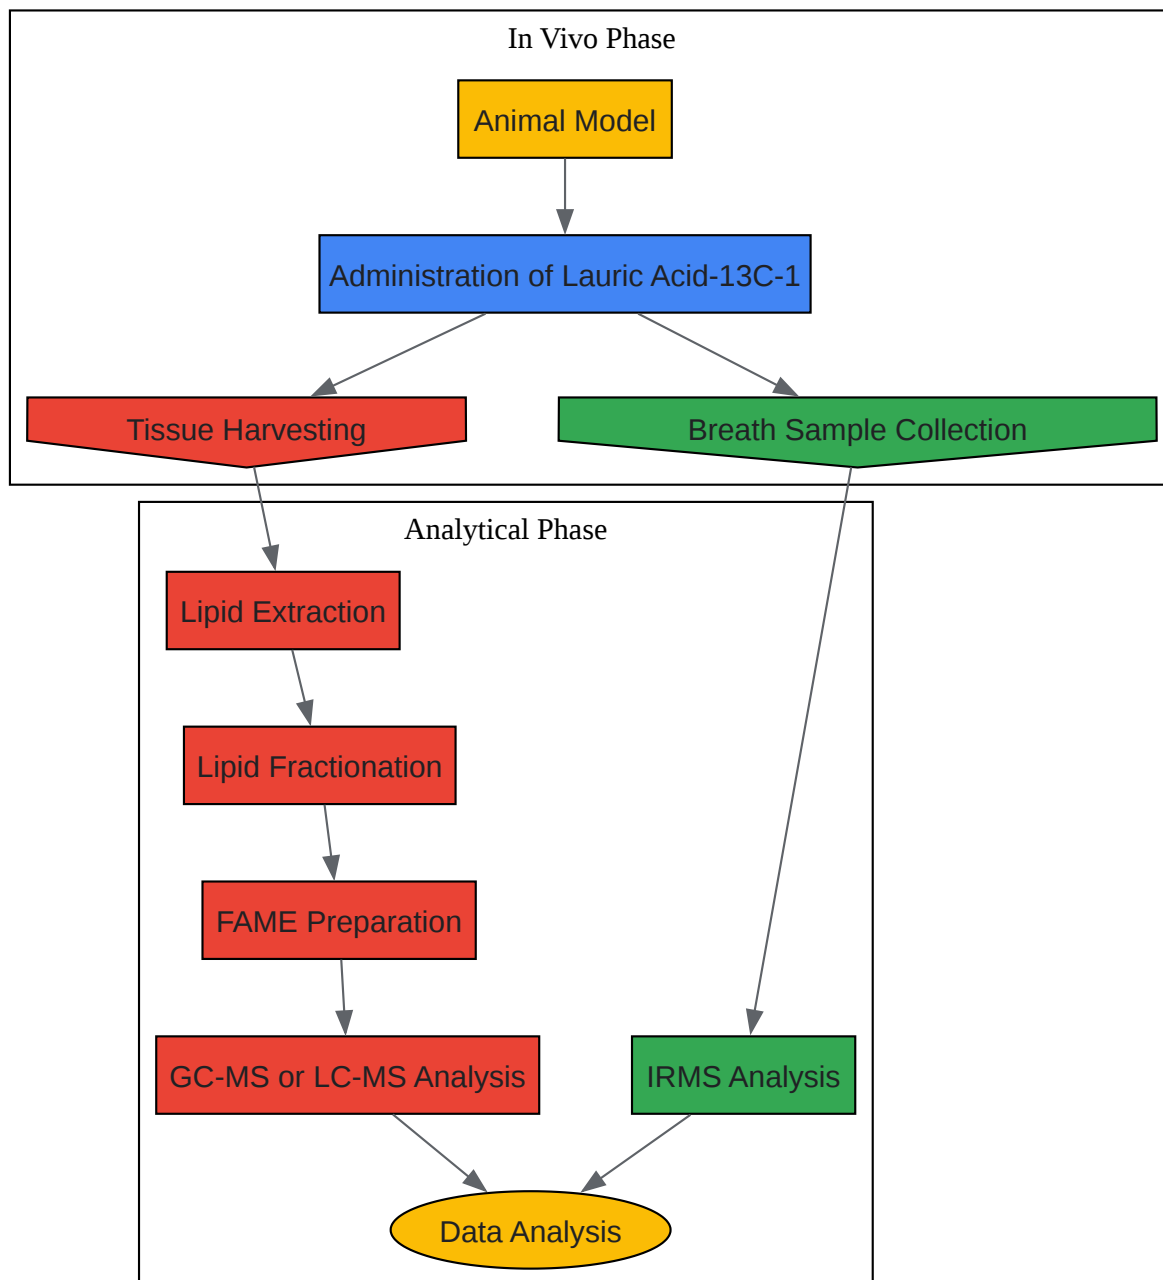 In Vivo Phase
Animal Model
Administration of Lauric Acid-13C-1
Tissue Harvesting
Breath Sample Collection
Analytical Phase
Lipid Extraction
Lipid Fractionation
FAME Preparation
GC-MS or LC-MS Analysis
IRMS Analysis
Data Analysis